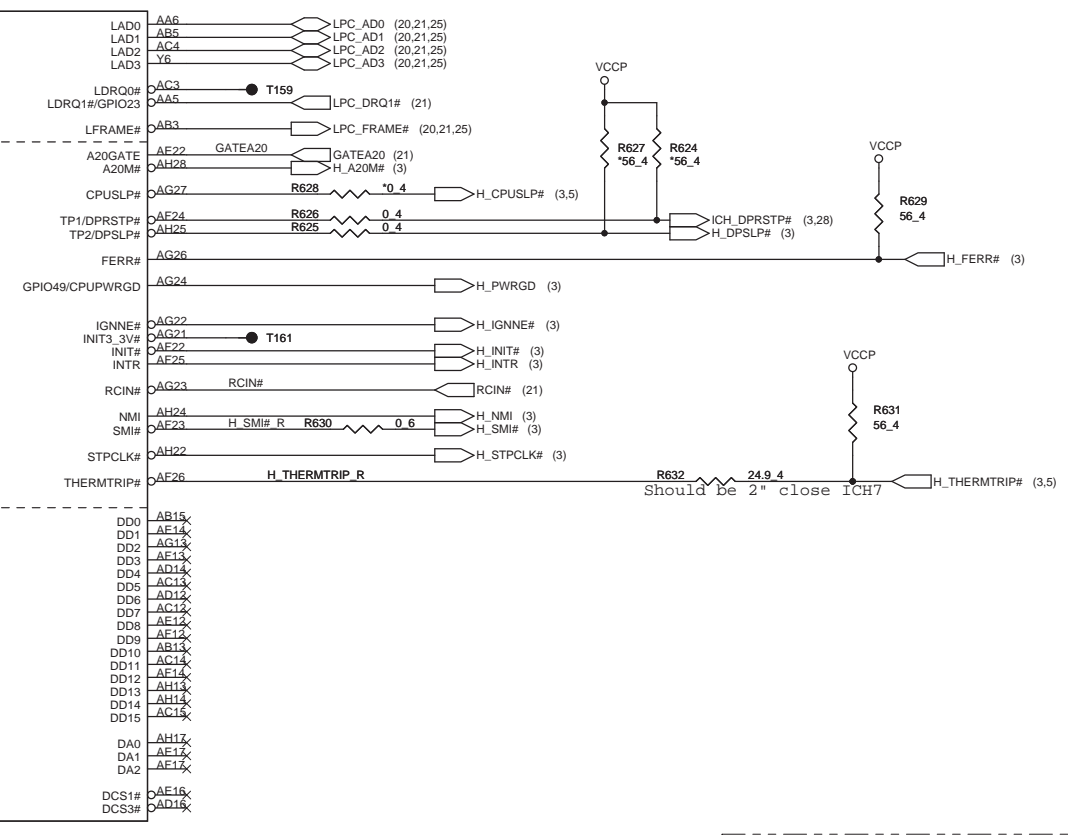 LAD0 AA6 LPC_AD0 (20,21,25)
LAD1 AB5 LPC_AD1 (20,21,25)
LAD2 AC4 LPC_AD2 (20,21,25)
LAD3 Y6 LPC_AD3 (20,21,25)
VCCP
LDRQ0# AC3 T159
LDRQ1#/GPIO23 AA5 LPC_DRQ1# (21)
LFRAME# AB3 LPC_FRAME# (20,21,25)
R627 *56_4
R624 *56_4
VCCP
A20GATE AE22 GATEA20 GATEA20 (21)
A20M# AH28 H_A20M# (3)
CPUSLP# AG27 R628 *0_4 H_CPUSLP# (3,5)
R629 56_4
TP1/DPRSTP# AF24 R626 0_4 ICH_DPRSTP# (3,28)
TP2/DPSLP# AH25 R625 0_4 H_DPSLP# (3)
FERR# AG26 H_FERR# (3)
GPIO49/CPUPWRGD AG24 H_PWRGD (3)
IGNNE# AG22 H_IGNNE# (3)
INIT3_3V# AG21 T161
INIT# AF22 H_INIT# (3)
INTR AF25 H_INTR (3)
VCCP
RCIN# AG23 RCIN# RCIN# (21)
R631 56_4
NMI AH24 H_NMI (3)
SMI# AF23 H_SMI#_R R630 0_6 H_SMI# (3)
STPCLK# AH22 H_STPCLK# (3)
THERMTRIP# AF26 H_THERMTRIP_R R632 24.9_4 H_THERMTRIP# (3,5)
Should be 2" close ICH7
DD0 AB15
DD1 AE14
DD2 AG13
DD3 AF13
DD4 AD14
DD5 AC13
DD6 AD12
DD7 AC12
DD8 AE12
DD9 AF12
DD10 AB13
DD11 AC14
DD12 AF14
DD13 AH13
DD14 AH14
DD15 AC15
DA0 AH17
DA1 AE17
DA2 AF17
DCS1# AE16
DCS3# AD16